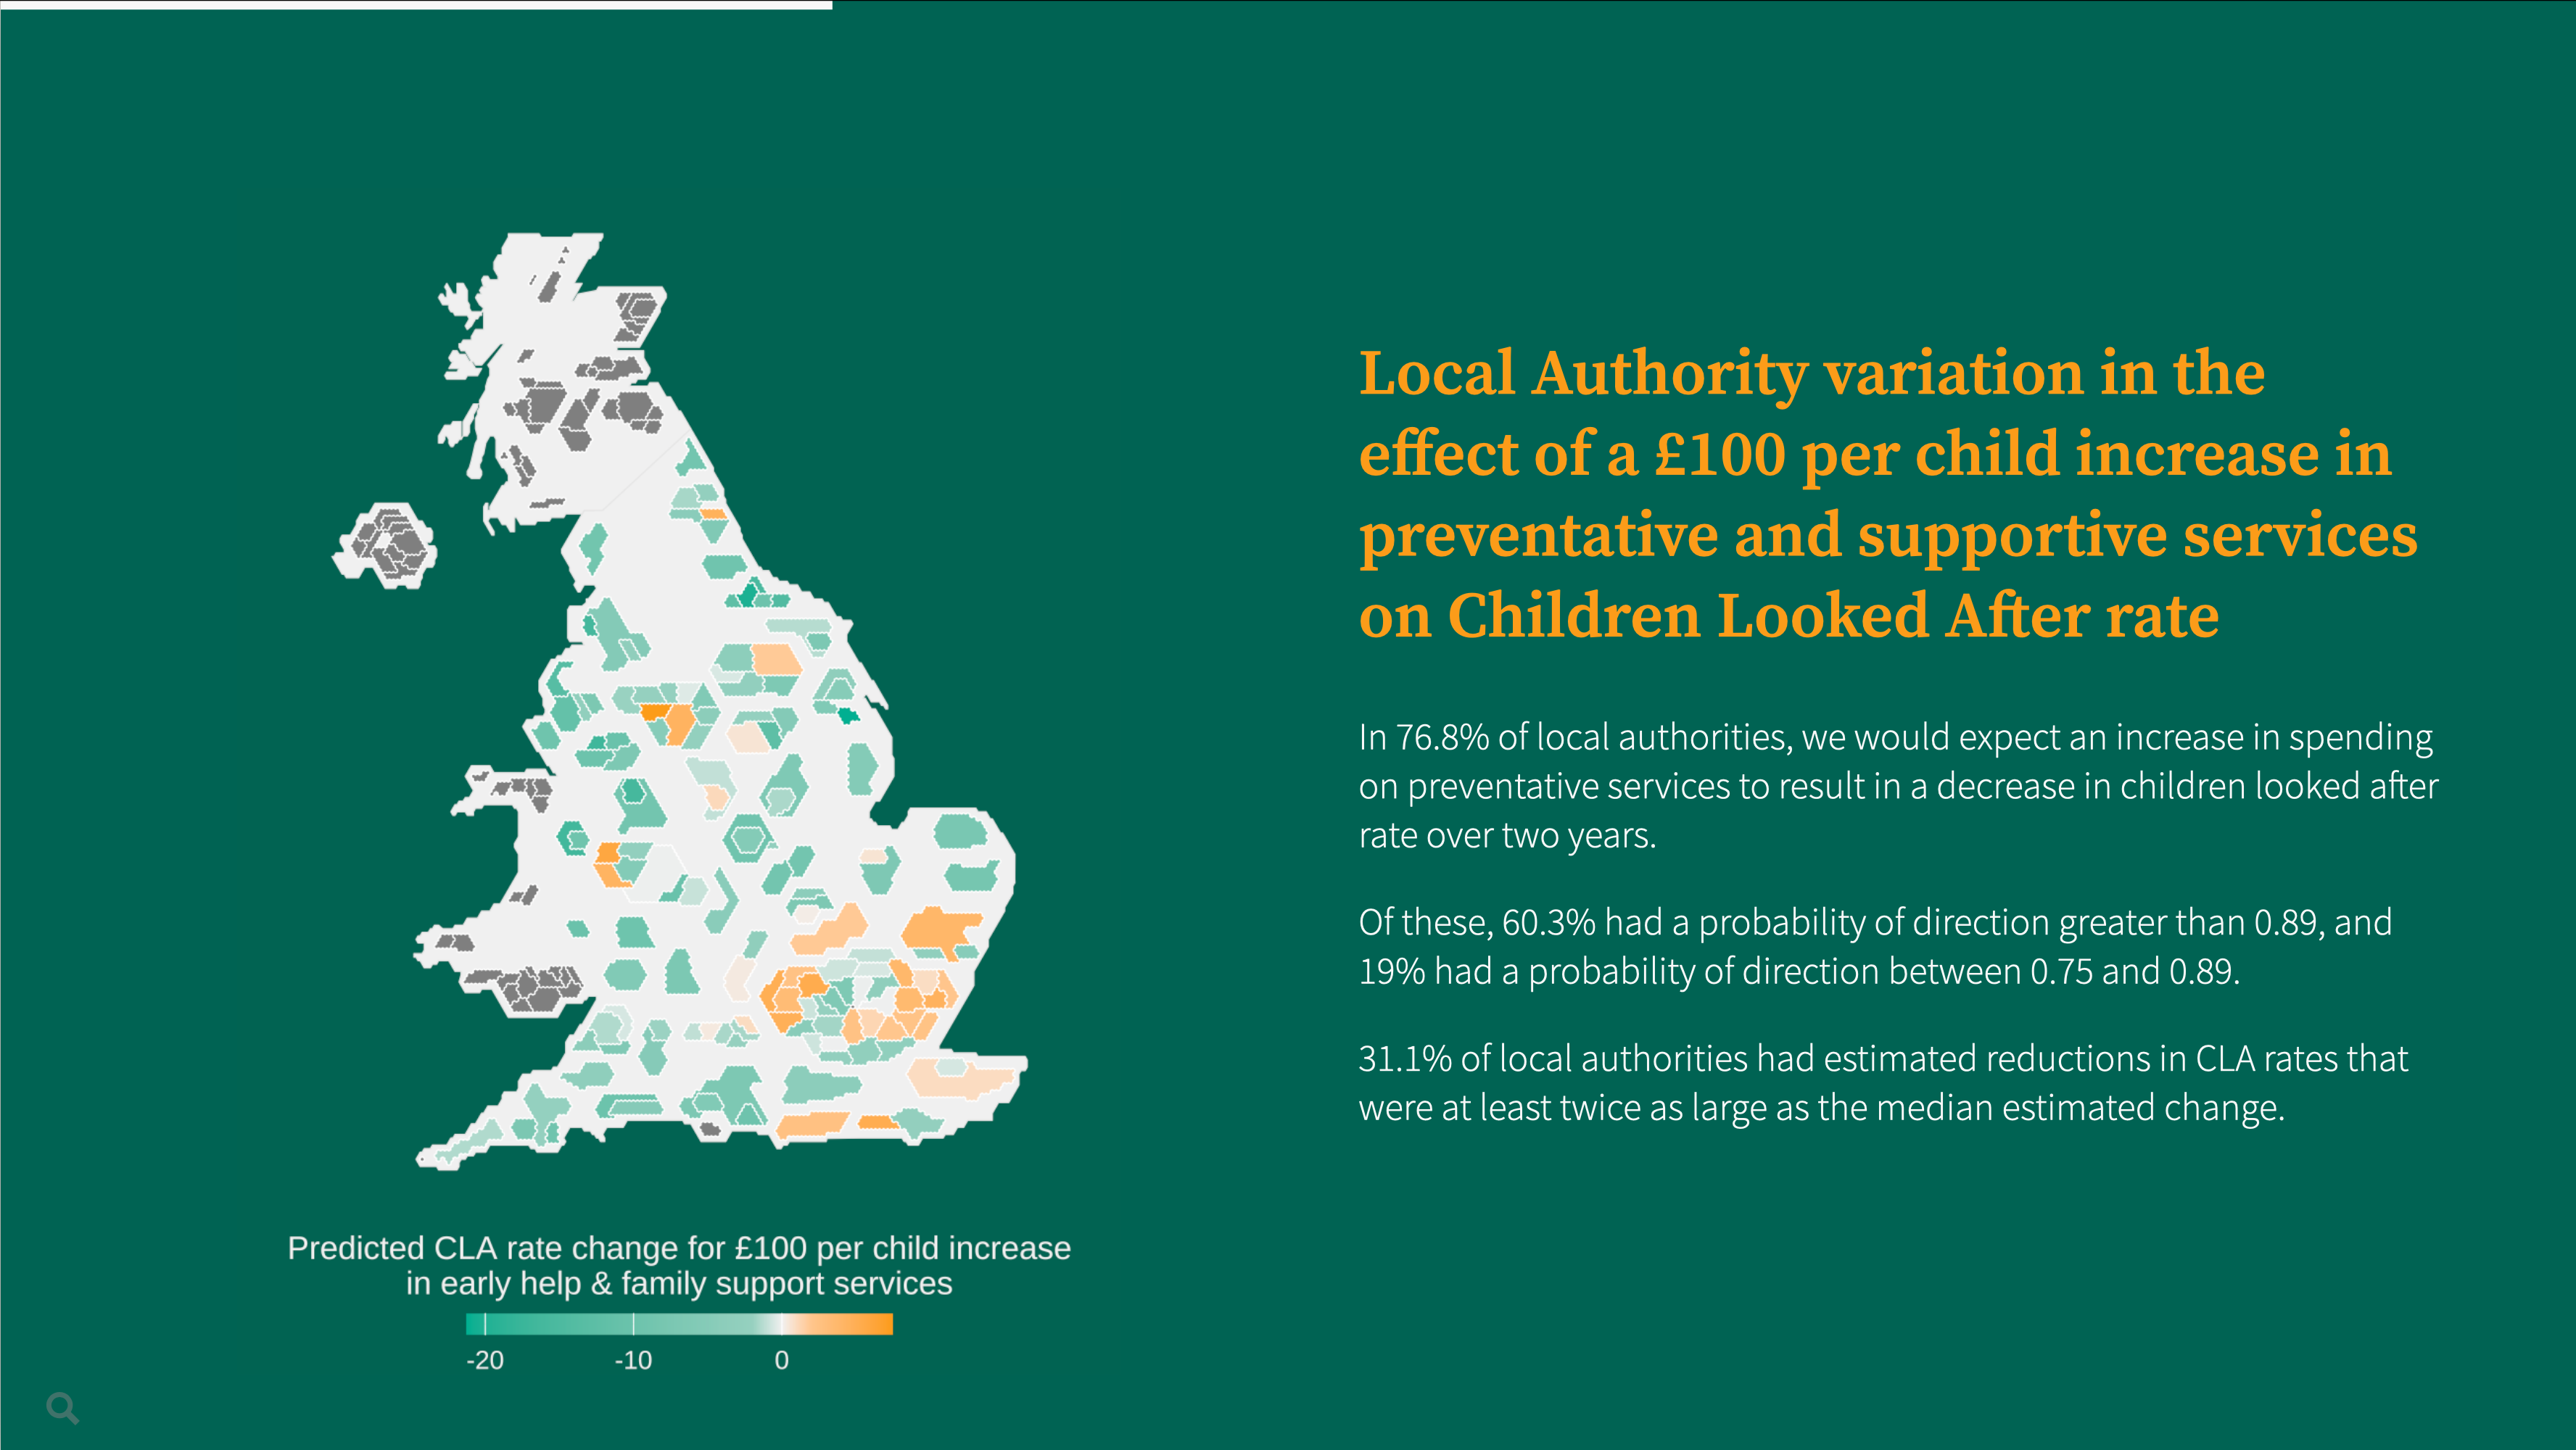 Local Authority variation in the
effect of a £100 per child increase in
preventative and supportive services
on Children Looked After rate
In 76.8% of local authorities, we would expect an increase in spending
on preventative services to result in a decrease in children looked after
rate over two years.
Of these, 60.3% had a probability of direction greater than 0.89, and
19% had a probability of direction between 0.75 and 0.89.
31.1% of local authorities had estimated reductions in CLA rates that
were at least twice as large as the median estimated change.
Predicted CLA rate change for £100 per child increase
in early help & family support services
-20 -10 0